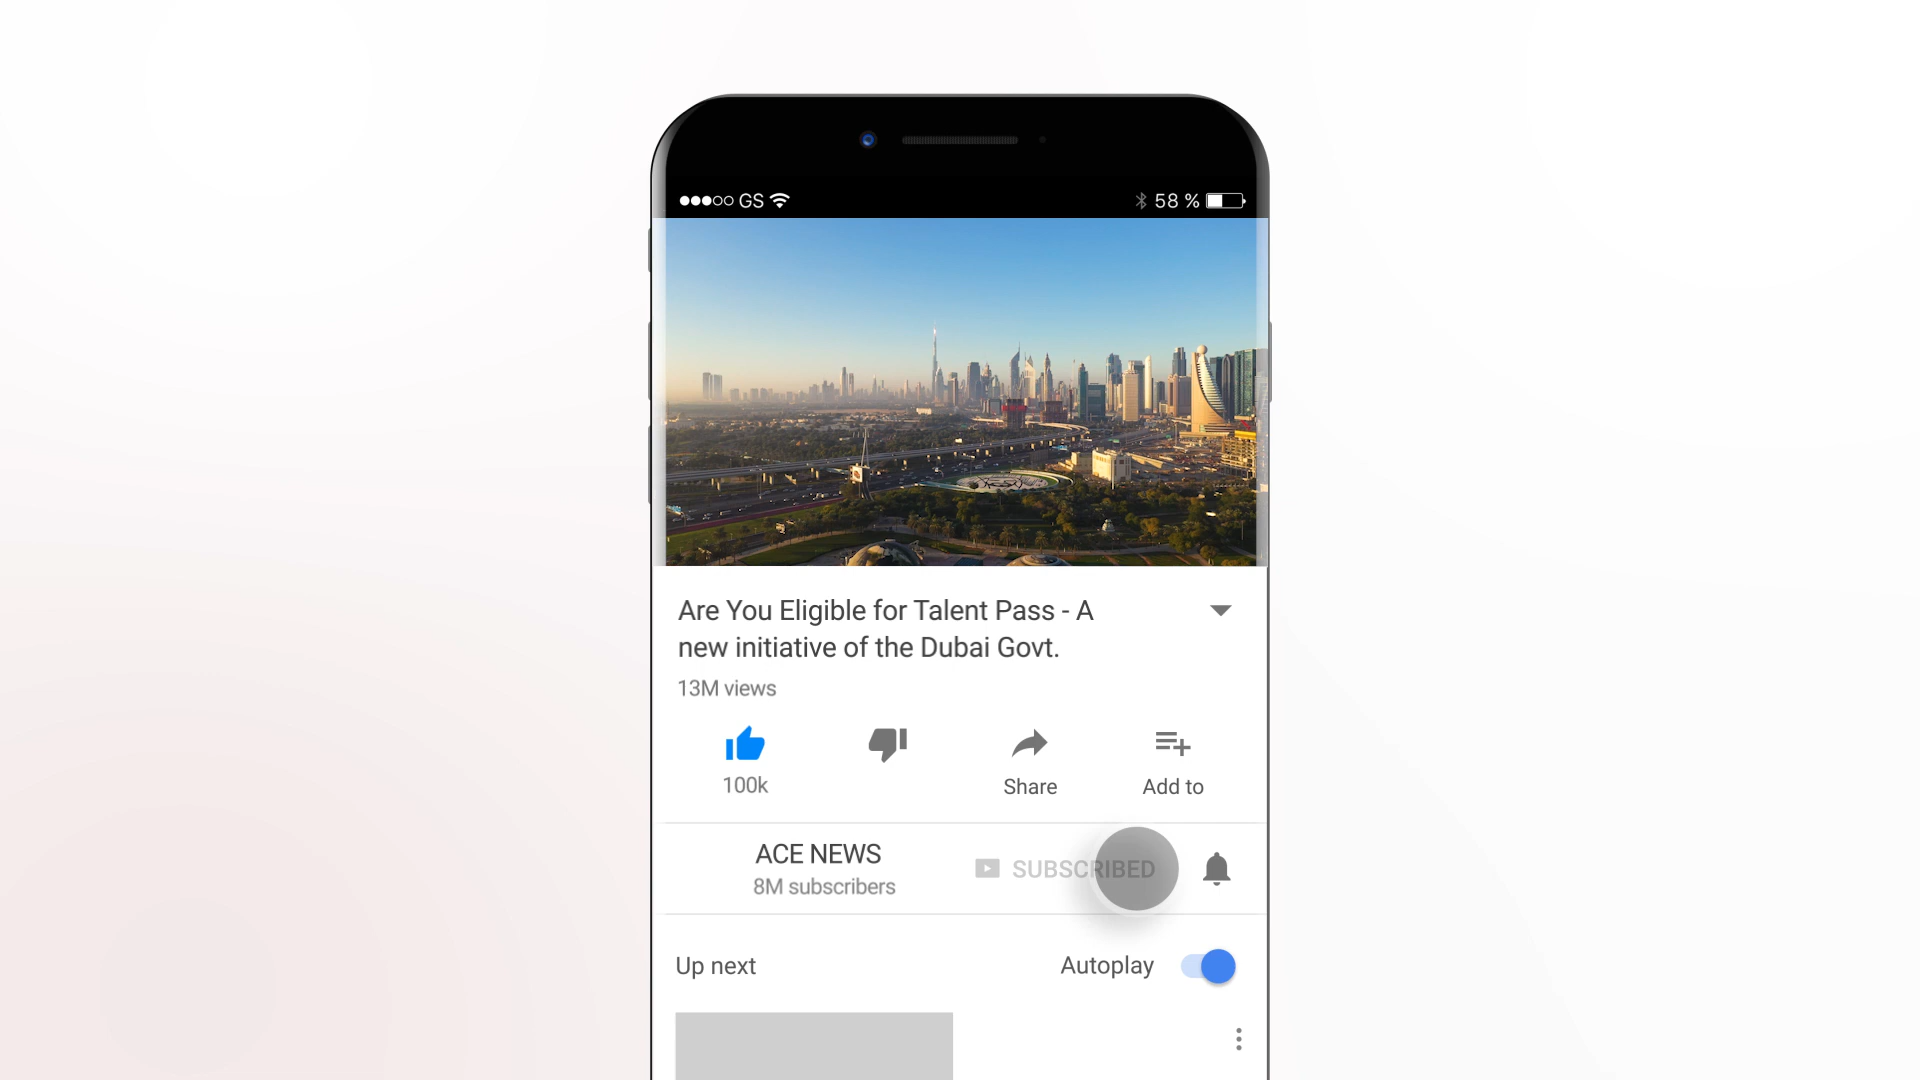 GS
58 %
Are You Eligible for Talent Pass - A
new initiative of the Dubai Govt.
13M views
100k
Share
Add to
ACE NEWS
SUBSCRIBED
8M subscribers
Up next
Autoplay